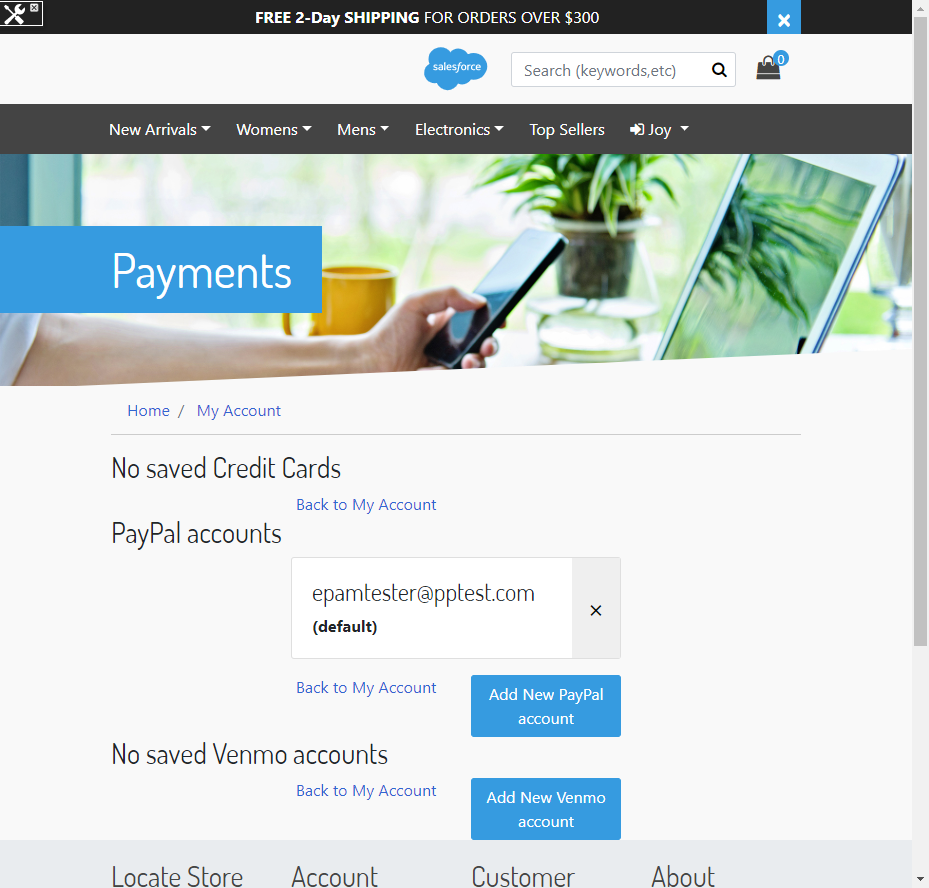 FREE 2-Day SHIPPING FOR ORDERS OVER $300
salesforce
Search (keywords,etc)
0
New Arrivals Womens Mens Electronics Top Sellers Joy
Payments
Home / My Account
No saved Credit Cards
Back to My Account
PayPal accounts
epamtester@pptest.com
(default)
Back to My Account
Add New PayPal
account
No saved Venmo accounts
Back to My Account
Add New Venmo
account
Locate Store Account Customer About